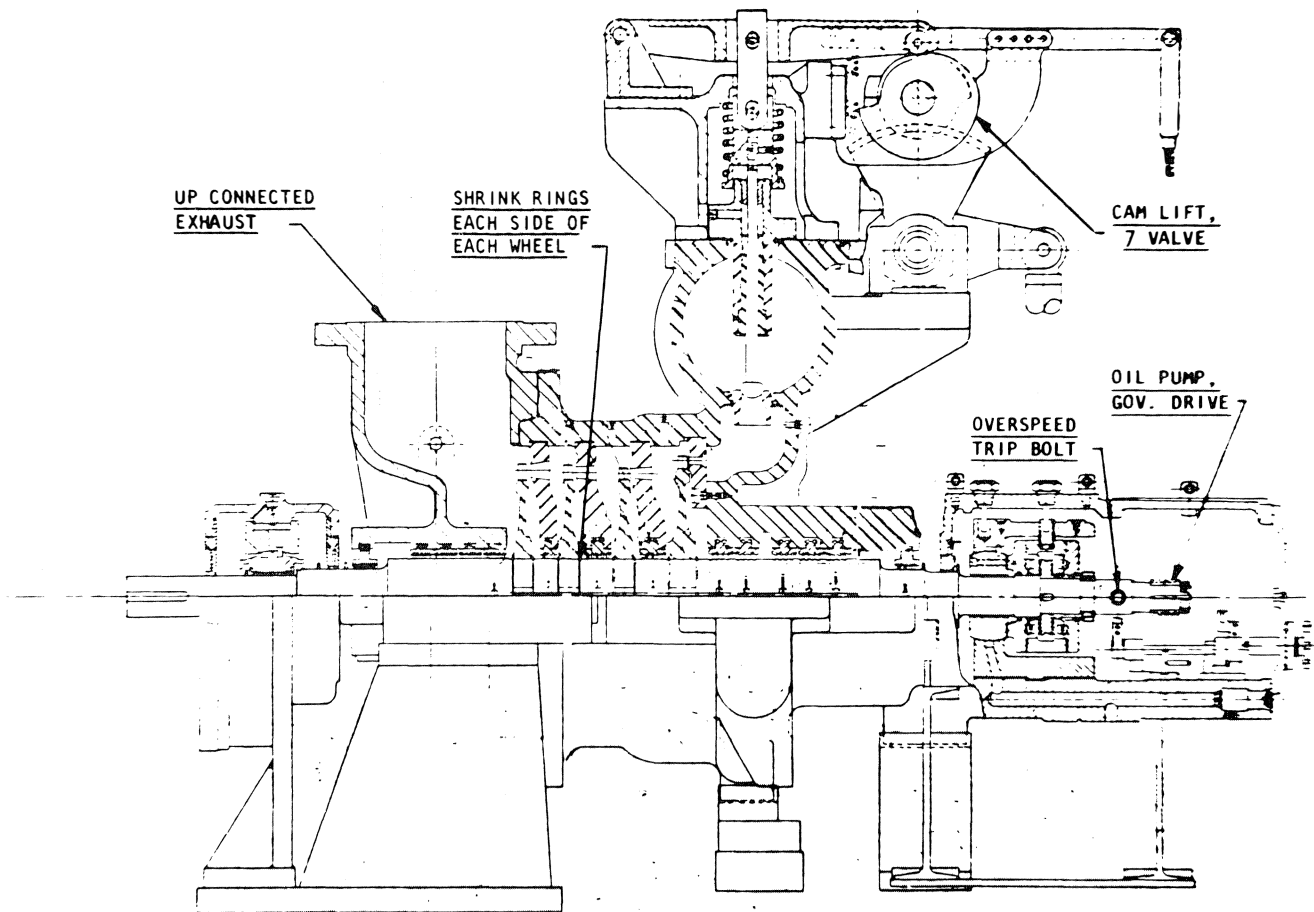 UP CONNECTED
EXHAUST
SHRINK RINGS
EACH SIDE OF
EACH WHEEL
CAM LIFT,
7 VALVE
OIL PUMP,
GOV. DRIVE
OVERSPEED
TRIP BOLT